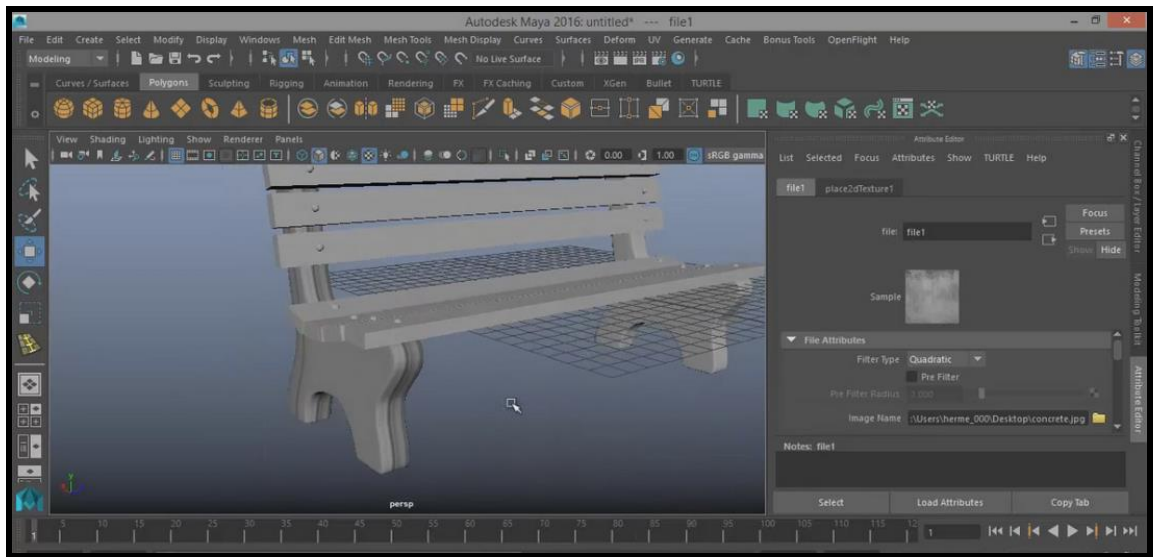 Autodesk Maya 2016: untitled* --- file1
File Edit Create Select Modify Display Windows Mesh Edit Mesh Mesh Tools Mesh Display Curves Surfaces Deform UV Generate Cache Bonus Tools OpenFlight Help
Modeling No Live Surface
Curves / Surfaces Polygons Sculpting Rigging Animation Rendering FX FX Caching Custom XGen Bullet TURTLE
View Shading Lighting Show Renderer Panels
0.00 1.00 sRGB gamma
persp
Attribute Editor
List Selected Focus Attributes Show TURTLE Help
file1 place2dTexture1
Focus
file: file1 Presets
Show Hide
Sample
File Attributes
Filter Type Quadratic
Pre Filter
Pre Filter Radius 2.000
Image Name :\Users\herme_000\Desktop\concrete.jpg
Notes: file1
Select Load Attributes Copy Tab
Channel Box / Layer Editor
Modeling Toolkit
Attribute Editor
5 10 15 20 25 30 35 40 45 50 55 60 65 70 75 80 85 90 95 100 105 110 115 12
1 1